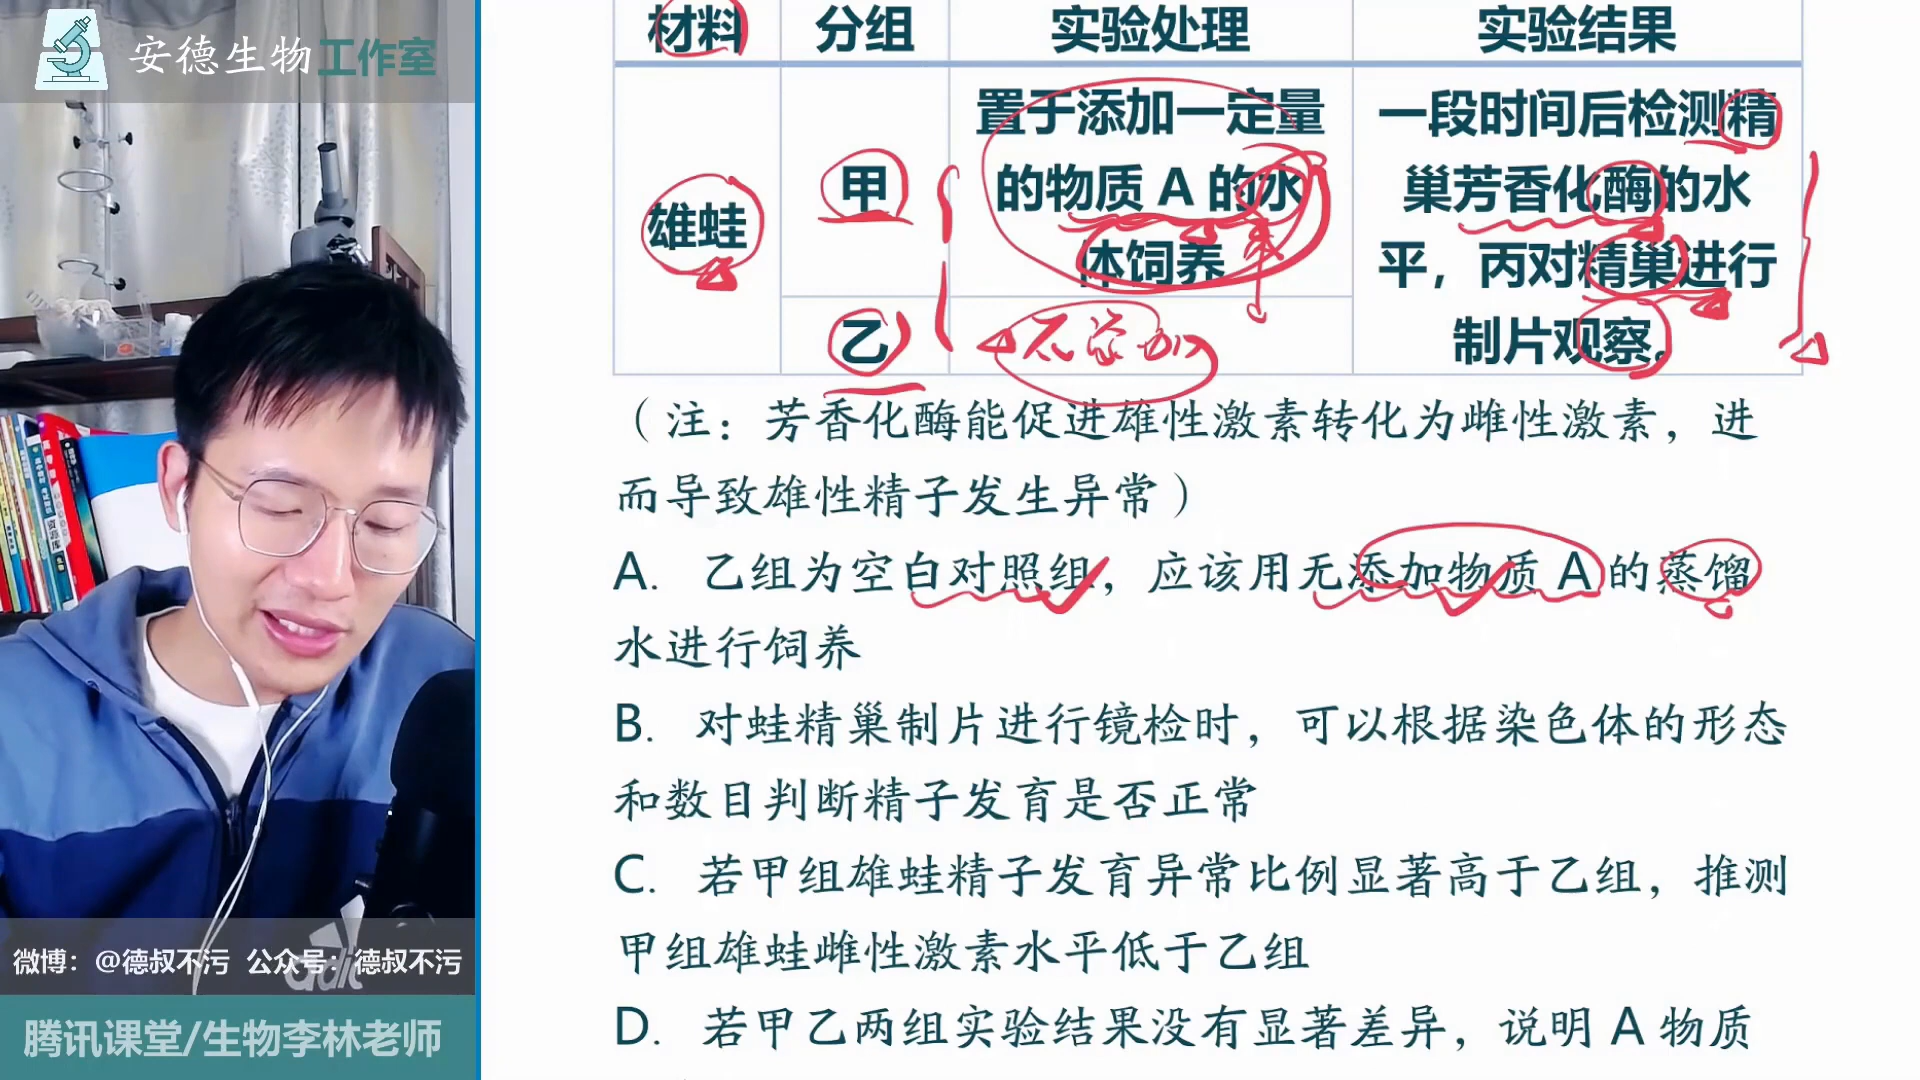 安德生物工作室
材料 分组 实验处理 实验结果
雄蛙
甲
置于添加一定量
的物质 A 的水
体饲养
乙
不添加
一段时间后检测精
巢芳香化酶的水
平，丙对精巢进行
制片观察。
（注：芳香化酶能促进雄性激素转化为雌性激素，进
而导致雄性精子发生异常）
A. 乙组为空白对照组，应该用无添加物质 A 的蒸馏
水进行饲养
B. 对蛙精巢制片进行镜检时，可以根据染色体的形态
和数目判断精子发育是否正常
C. 若甲组雄蛙精子发育异常比例显著高于乙组，推测
甲组雄蛙雌性激素水平低于乙组
D. 若甲乙两组实验结果没有显著差异，说明 A 物质
微博：@德叔不污 公众号：德叔不污
腾讯课堂/生物李林老师